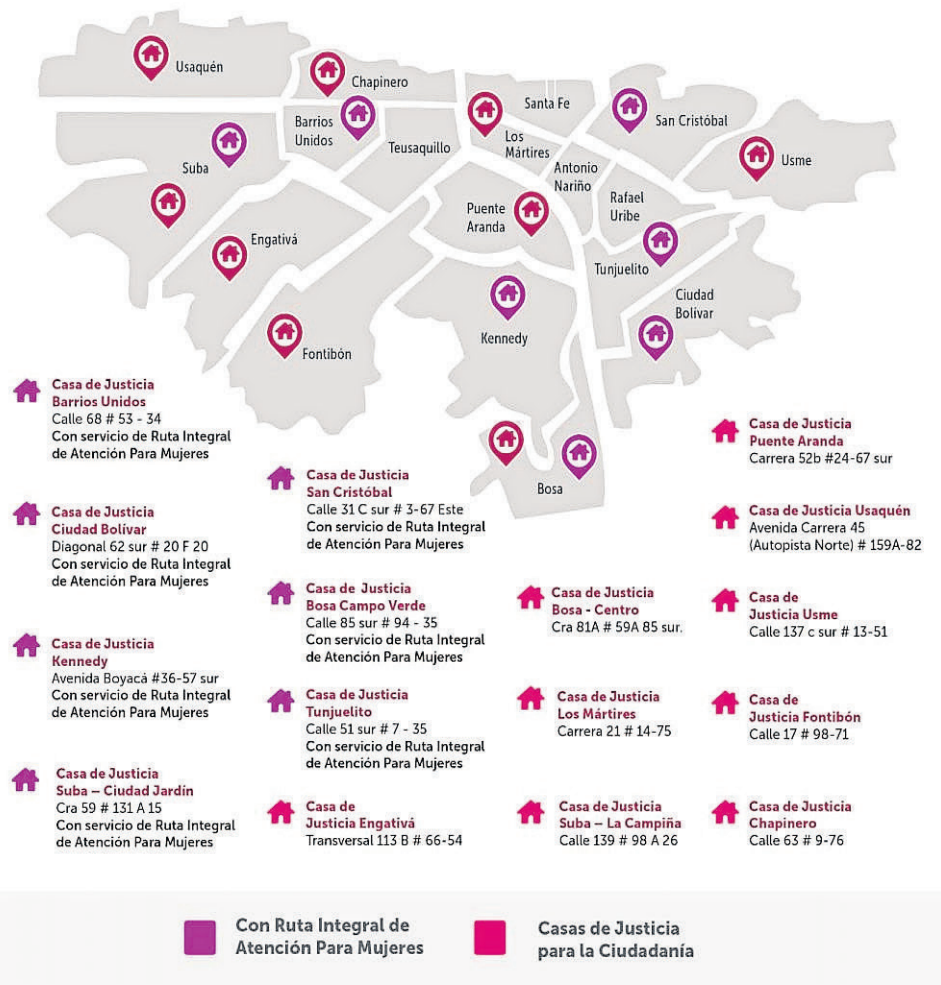 Usaquén
Chapinero
Santa Fe
San Cristóbal
Barrios
Unidos
Teusaquillo
Los
Mártires
Usme
Suba
Antonio
Nariño
Rafael
Uribe
Puente
Aranda
Engativá
Tunjuelito
Ciudad
Bolívar
Kennedy
Fontibón
Bosa
Casa de Justicia
Barrios Unidos
Calle 68 # 53 - 34
Con servicio de Ruta Integral
de Atención Para Mujeres
Casa de Justicia
Ciudad Bolívar
Diagonal 62 sur # 20 F 20
Con servicio de Ruta Integral
de Atención Para Mujeres
Casa de Justicia
Kennedy
Avenida Boyacá #36-57 sur
Con servicio de Ruta Integral
de Atención Para Mujeres
Casa de Justicia
Suba – Ciudad Jardín
Cra 59 # 131 A 15
Con servicio de Ruta Integral
de Atención Para Mujeres
Casa de Justicia
San Cristóbal
Calle 31 C sur # 3-67 Este
Con servicio de Ruta Integral
de Atención Para Mujeres
Casa de Justicia
Bosa Campo Verde
Calle 85 sur # 94 - 35
Con servicio de Ruta Integral
de Atención Para Mujeres
Casa de Justicia
Tunjuelito
Calle 51 sur # 7 - 35
Con servicio de Ruta Integral
de Atención Para Mujeres
Casa de
Justicia Engativá
Transversal 113 B # 66-54
Casa de Justicia
Bosa - Centro
Cra 81A # 59A 85 sur.
Casa de Justicia
Los Mártires
Carrera 21 # 14-75
Casa de Justicia
Suba – La Campiña
Calle 139 # 98 A 26
Casa de Justicia
Puente Aranda
Carrera 52b #24-67 sur
Casa de Justicia Usaquén
Avenida Carrera 45
(Autopista Norte) # 159A-82
Casa de
Justicia Usme
Calle 137 c sur # 13-51
Casa de
Justicia Fontibón
Calle 17 # 98-71
Casa de Justicia
Chapinero
Calle 63 # 9-76
Con Ruta Integral de
Atención Para Mujeres
Casas de Justicia
para la Ciudadanía